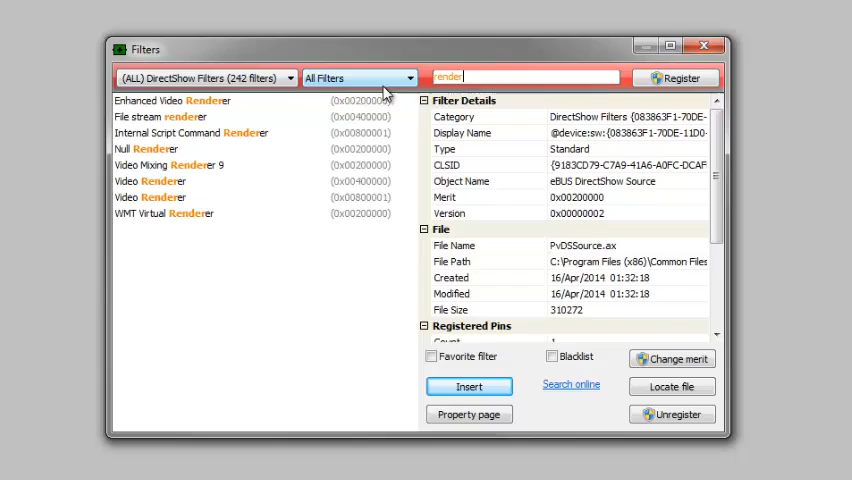 Filters
(ALL) DirectShow Filters (242 filters) All Filters render Register
Enhanced Video Renderer (0x00200000)
File stream renderer (0x00400000)
Internal Script Command Renderer (0x00800001)
Null Renderer (0x00200000)
Video Mixing Renderer 9 (0x00200000)
Video Renderer (0x00400000)
Video Renderer (0x00800001)
WMT Virtual Renderer (0x00200000)
Filter Details
Category DirectShow Filters {083863F1-70DE-
Display Name @device:sw:{083863F1-70DE-11D0-
Type Standard
CLSID {9183CD79-C7A9-41A6-A0FC-DCAF
Object Name eBUS DirectShow Source
Merit 0x00200000
Version 0x00000002
File
File Name PvDSSource.ax
File Path C:\Program Files (x86)\Common Files
Created 16/Apr/2014 01:32:18
Modified 16/Apr/2014 01:32:18
File Size 310272
Registered Pins
Count 1
Favorite filter Blacklist Change merit
Insert Search online Locate file
Property page Unregister